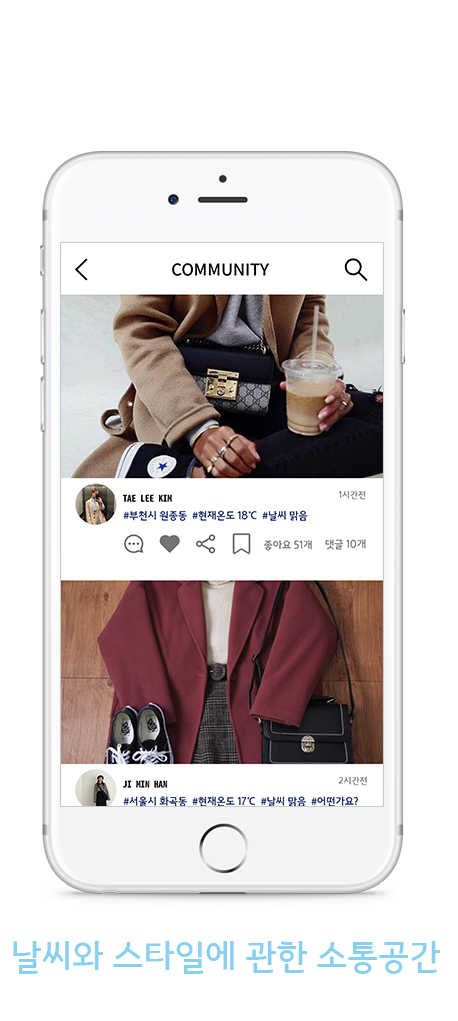 COMMUNITY
TAE LEE KIN
1시간전
#부천시 원종동 #현재온도 18℃ #날씨 맑음
좋아요 51개 댓글 10개
JI MIN HAN
2시간전
#서울시 화곡동 #현재온도 17℃ #날씨 맑음 #어떤가요?
날씨와 스타일에 관한 소통공간